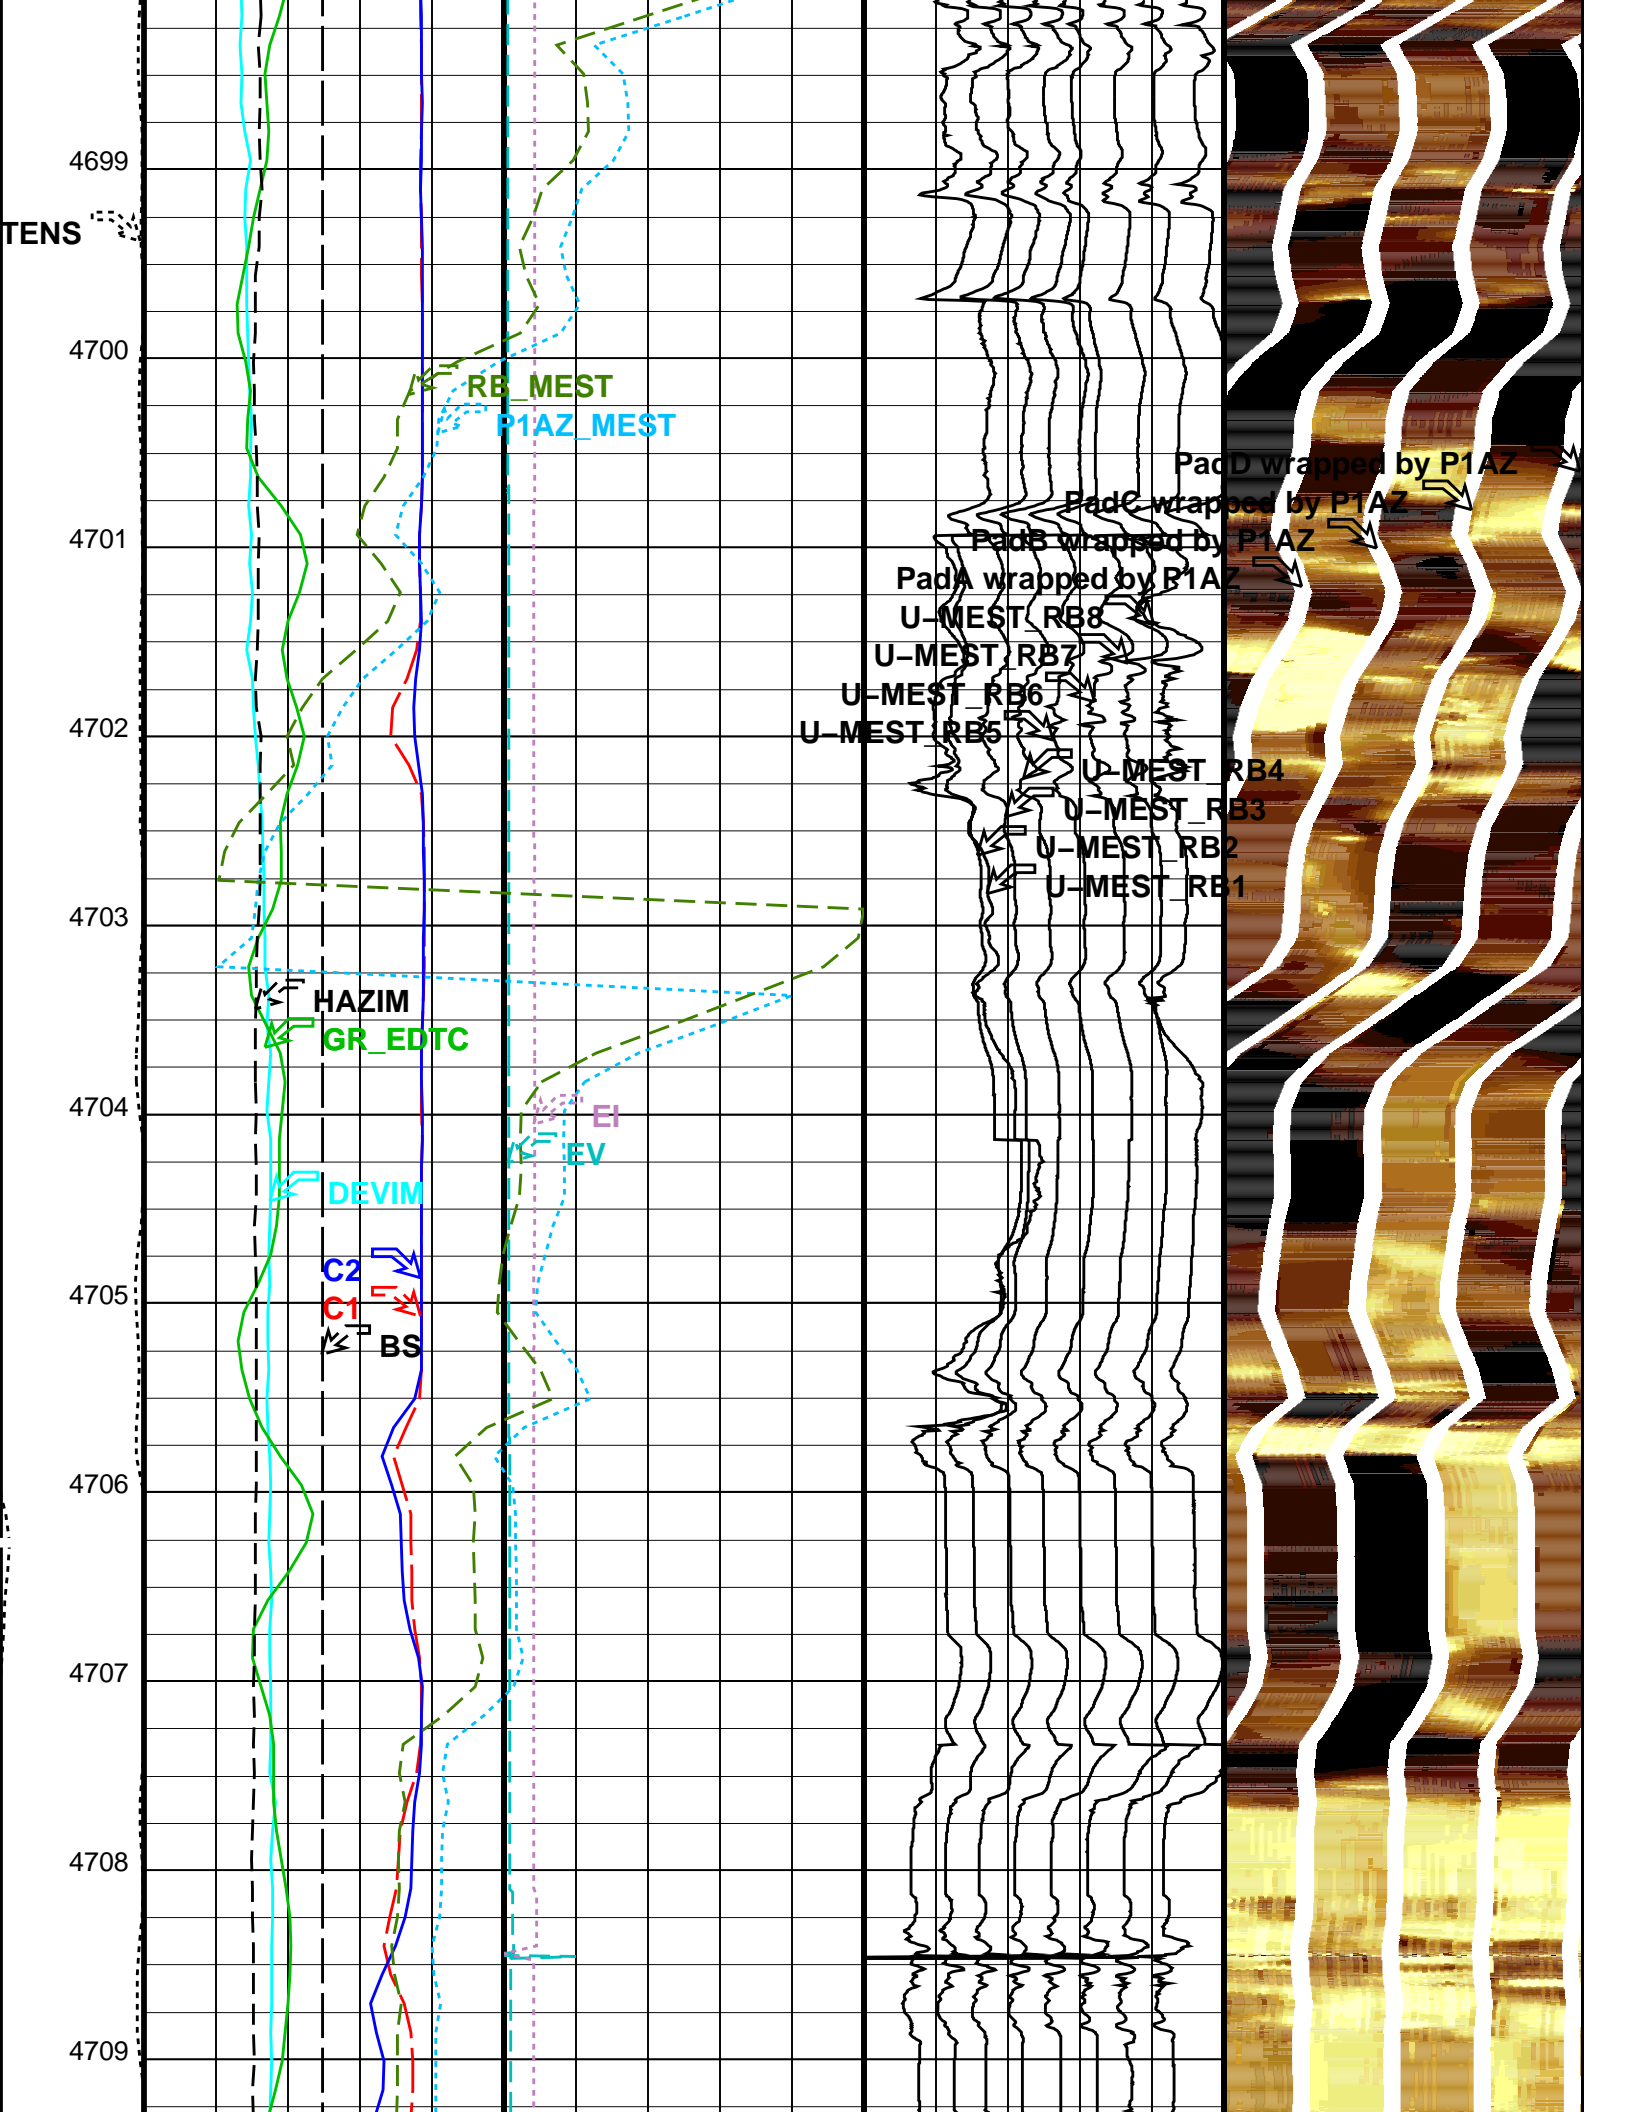 4699
TENS
4700
RB_MEST
P1AZ_MEST
PadD wrapped by P1AZ
PadC wrapped by P1AZ
4701
PadB wrapped by P1AZ
PadA wrapped by P1AZ
U–MEST_RB8
U–MEST_RB7
U–MEST_RB6
4702
U–MEST_RB5
U–MEST_RB4
U–MEST_RB3
U–MEST_RB2
U–MEST_RB1
4703
HAZIM
GR_EDTC
4704
EI
EV
DEVIM
C2
4705
C1
BS
4706
4707
4708
4709